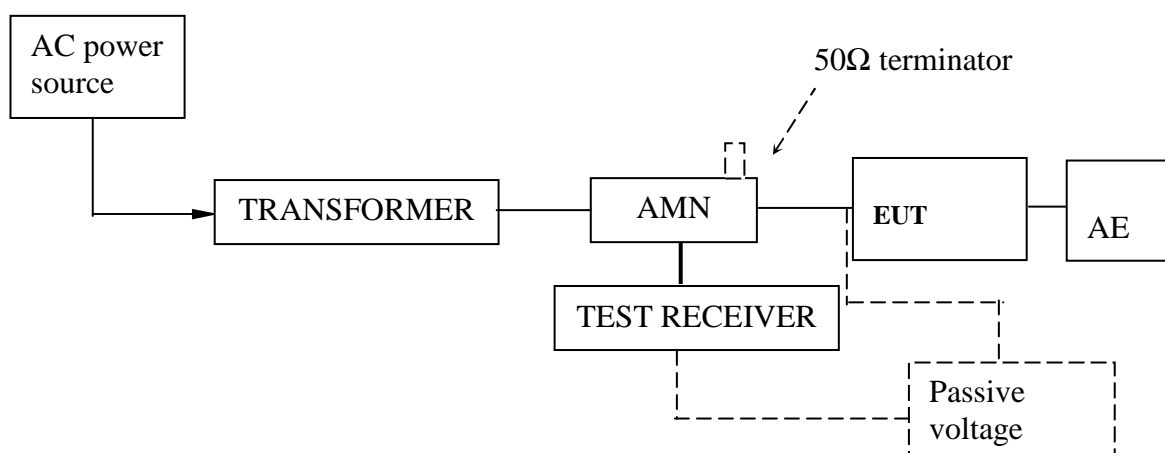 AC power
source
50Ω terminator
TRANSFORMER
AMN
EUT
AE
TEST RECEIVER
Passive
voltage